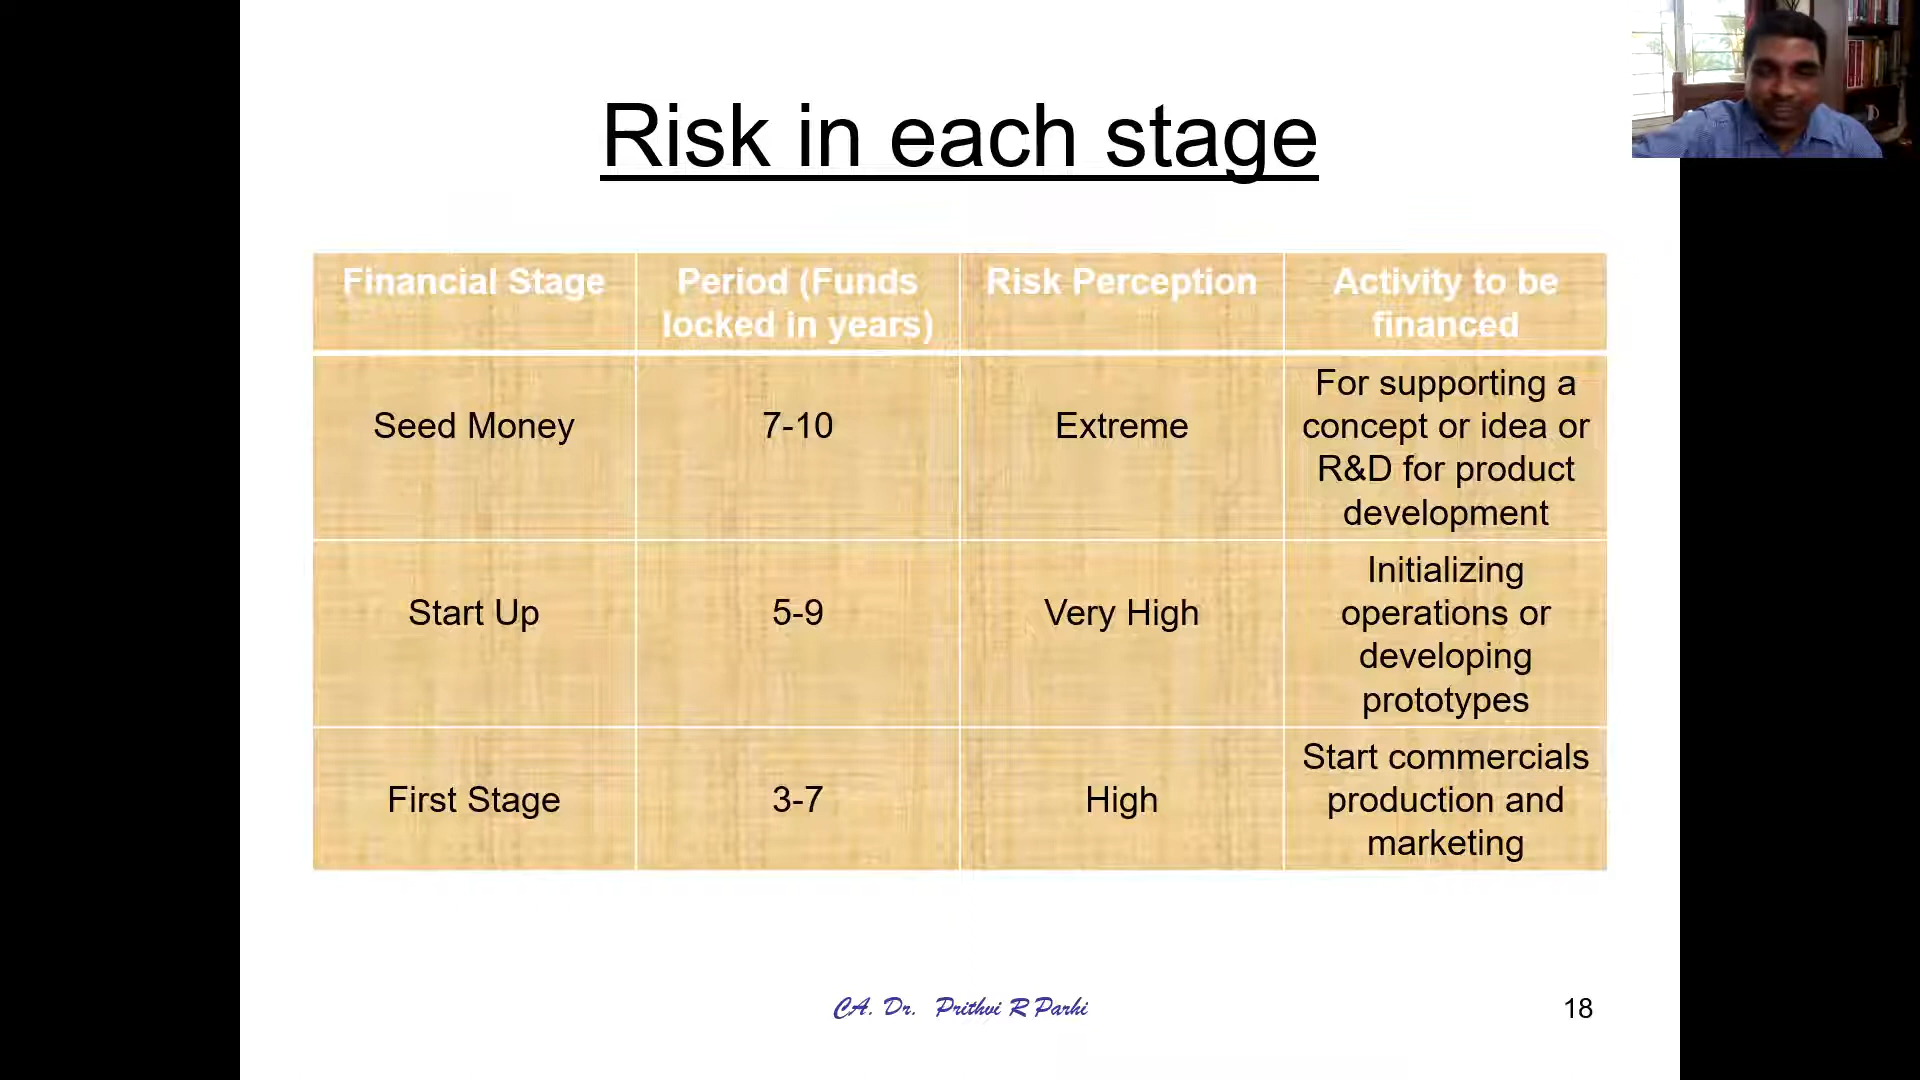 Risk in each stage
Financial Stage
Period (Funds
locked in years)
Risk Perception
Activity to be
financed
Seed Money
7-10
Extreme
For supporting a
concept or idea or
R&D for product
development
Start Up
5-9
Very High
Initializing
operations or
developing
prototypes
First Stage
3-7
High
Start commercials
production and
marketing
CA. Dr. Prithvi R Parhi
18